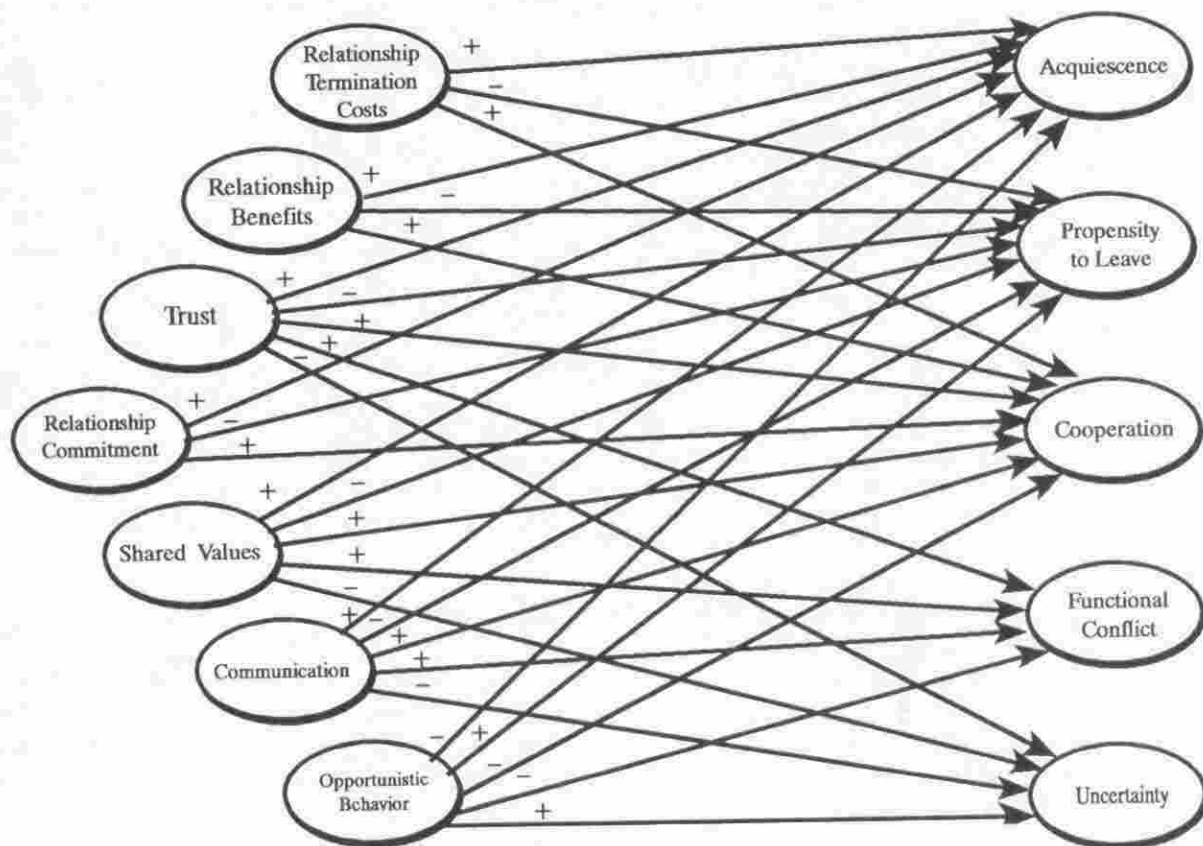 Relationship
Termination
Costs
+
−
+
Acquiescence
Relationship
Benefits
+
−
+
Propensity
to Leave
Trust
+
−
+
+
−
Relationship
Commitment
+
−
+
Cooperation
Shared Values
+
−
+
+
−
Functional
Conflict
Communication
+
−
+
+
−
Opportunistic
Behavior
−
+
−
−
+
Uncertainty